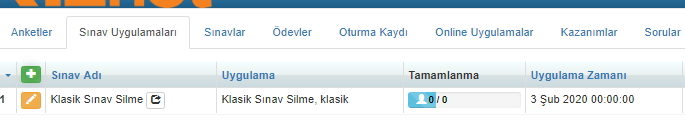 Anketler Sınav Uygulamaları Sınavlar Ödevler Oturma Kaydı Online Uygulamalar Kazanımlar Sorular
Sınav Adı Uygulama Tamamlanma Uygulama Zamanı
1 Klasik Sınav Silme Klasik Sınav Silme, klasik 0 / 0 3 Şub 2020 00:00:00